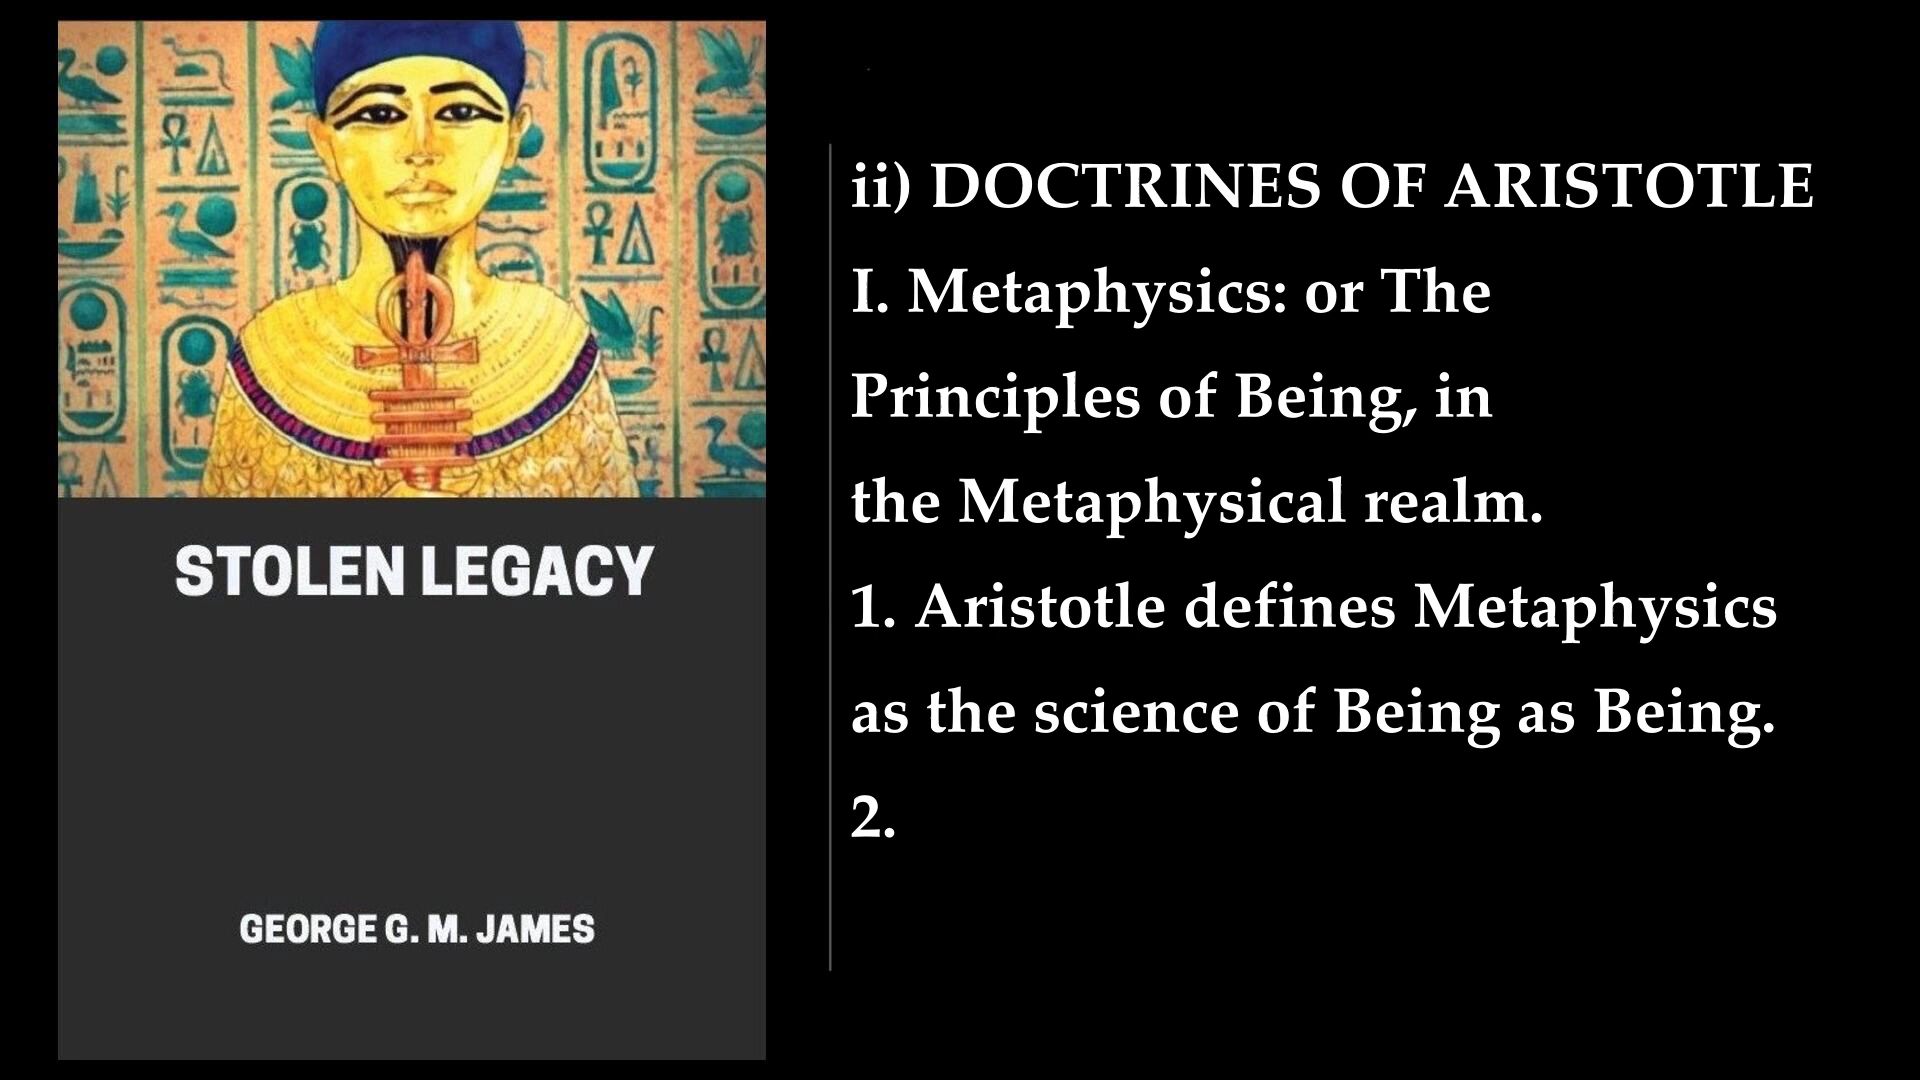 STOLEN LEGACY
GEORGE G. M. JAMES
ii) DOCTRINES OF ARISTOTLE
I. Metaphysics: or The
Principles of Being, in
the Metaphysical realm.
1. Aristotle defines Metaphysics
as the science of Being as Being.
2.